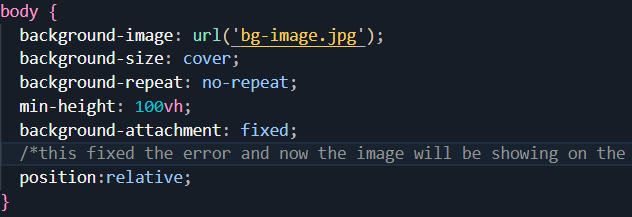 body {
background-image: url('bg-image.jpg');
background-size: cover;
background-repeat: no-repeat;
min-height: 100vh;
background-attachment: fixed;
/*this fixed the error and now the image will be showing on the
position:relative;
}